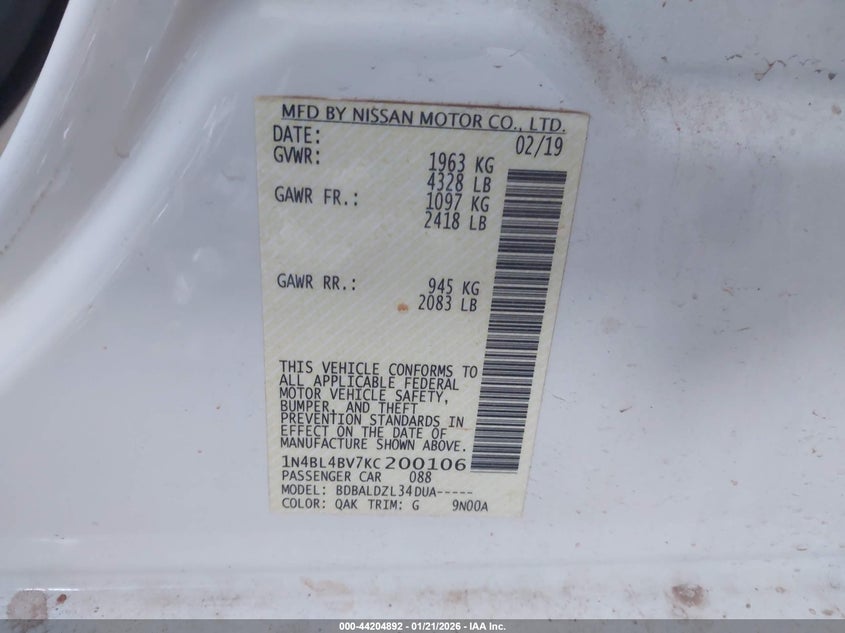 MFD BY NISSAN MOTOR CO., LTD.
DATE: 02/19
GVWR: 1963 KG
4328 LB
GAWR FR.: 1097 KG
2418 LB
GAWR RR.: 945 KG
2083 LB
THIS VEHICLE CONFORMS TO
ALL APPLICABLE FEDERAL
MOTOR VEHICLE SAFETY,
BUMPER, AND THEFT
PREVENTION STANDARDS IN
EFFECT ON THE DATE OF
MANUFACTURE SHOWN ABOVE.
1N4BL4BV7KC200106
PASSENGER CAR 088
MODEL: BDBALDZL34DUA-----
COLOR: QAK TRIM: G 9N00A
000-44204892 - 01/21/2026 - IAA Inc.